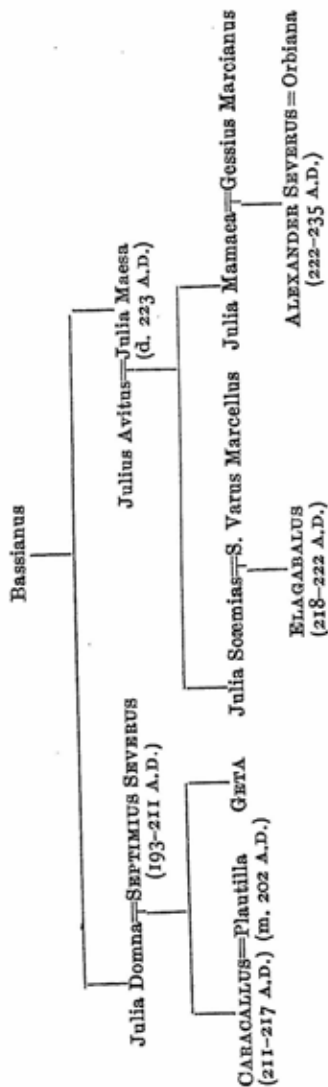 Bassianus
Julia Domna=SEPTIMIUS SEVERUS
(193–211 A.D.)
Julius Avitus=Julia Maesa
(d. 223 A.D.)
CARACALLUS=Plautilla
(211–217 A.D.) (m. 202 A.D.)
GETA
Julia Soæmias=S. Varus Marcellus
Julia Mamaea=Gessius Marcianus
ELAGABALUS
(218–222 A.D.)
ALEXANDER SEVERUS=Orbiana
(222–235 A.D.)